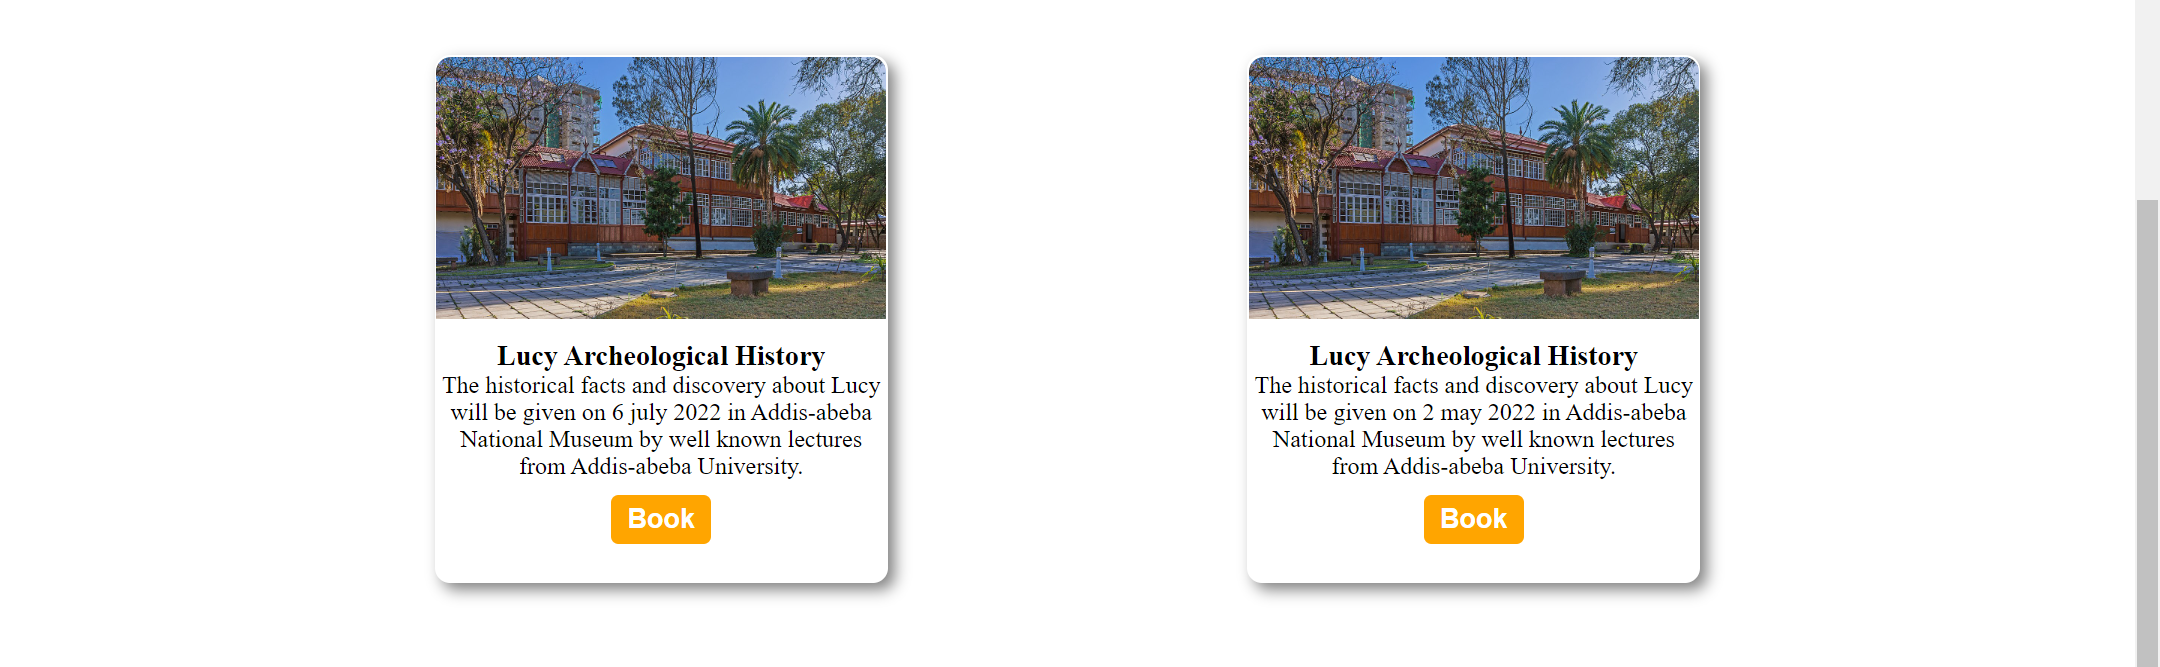 Lucy Archeological History
The historical facts and discovery about Lucy
will be given on 6 july 2022 in Addis-abeba
National Museum by well known lectures
from Addis-abeba University.
Book
Lucy Archeological History
The historical facts and discovery about Lucy
will be given on 2 may 2022 in Addis-abeba
National Museum by well known lectures
from Addis-abeba University.
Book